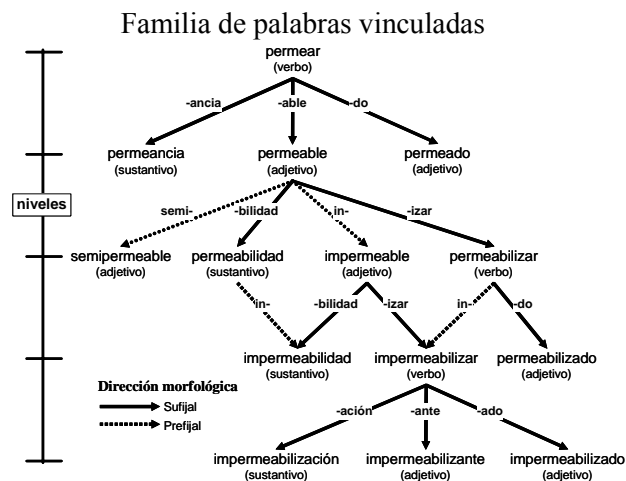 Familia de palabras vinculadas
permear
(verbo)
-ancia -able -do
permeancia permeable permeado
(sustantivo) (adjetivo) (adjetivo)
niveles
semi- -bilidad in- -izar
semipermeable permeabilidad impermeable permeabilizar
(adjetivo) (sustantivo) (adjetivo) (verbo)
in- -bilidad -izar in- -do
impermeabilidad impermeabilizar permeabilizado
(sustantivo) (verbo) (adjetivo)
Dirección morfológica
Sufijal
Prefijal
-ación -ante -ado
impermeabilización impermeabilizante impermeabilizado
(sustantivo) (adjetivo) (adjetivo)